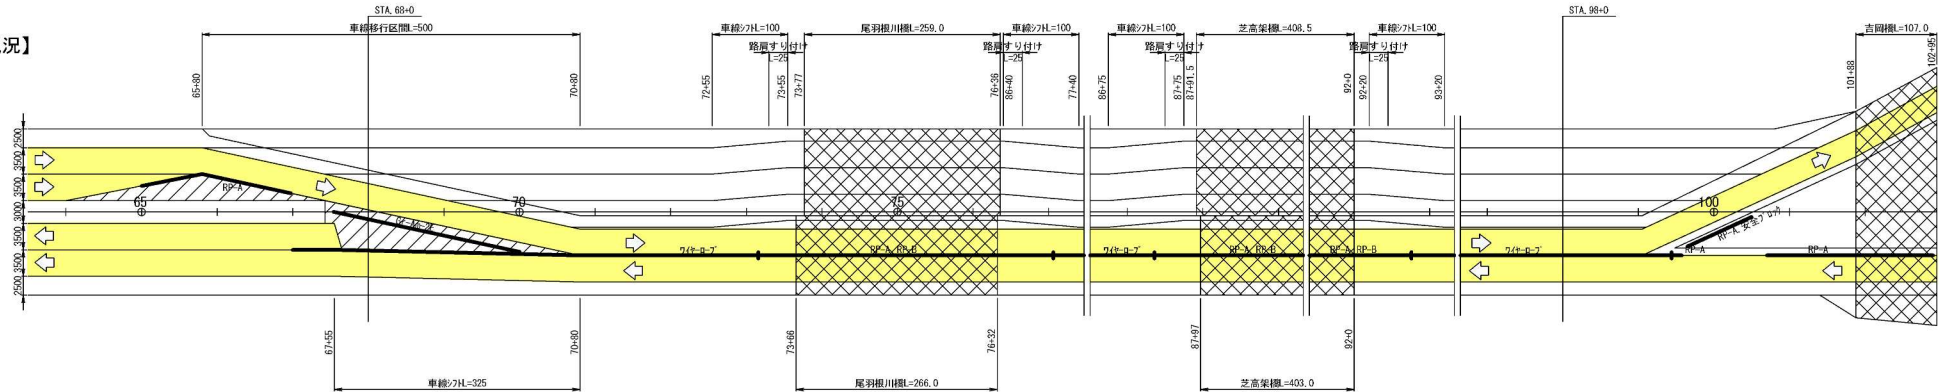 況】
STA. 68+0
STA. 98+0
車線移行区間L=500
車線ｼﾌﾄL=100
尾羽根川橋L=259.0
車線ｼﾌﾄL=100
車線ｼﾌﾄL=100
芝高架橋L=408.5
車線ｼﾌﾄL=100
吉岡橋L=107.0
路肩すり付け
L=25
路肩すり付け
L=25
路肩すり付け
L=25
路肩すり付け
L=25
65+80
70+80
72+55
73+55
73+77
76+36
86+40
77+40
86+75
87+75
87+91.5
92+0
92+20
93+20
101+88
102+95
2500
3500
3500
3000
3500
3500
2500
RP-A
65
70
75
100
ﾜｲﾔｰﾛｰﾌﾟ
RP-A, RP-B
ﾜｲﾔｰﾛｰﾌﾟ
RP-A, RP-B
RP-A, RP-B
ﾜｲﾔｰﾛｰﾌﾟ
RP-A
RP-A, 安全ﾌﾞﾛｯｸ
RP-A
67+55
70+80
73+66
76+32
87+97
92+0
車線ｼﾌﾄL=325
尾羽根川橋L=266.0
芝高架橋L=403.0